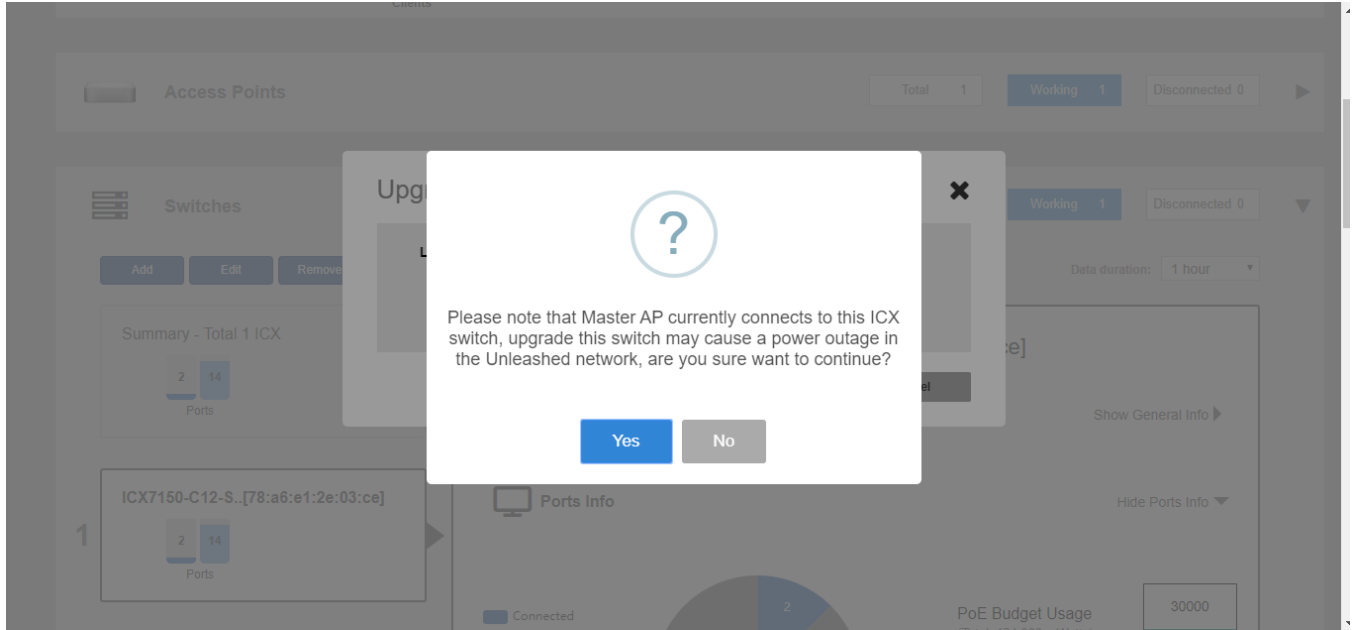 Clients
Access Points
Total 1
Working 1
Disconnected 0
Upg
?
Switches
Working 1
Disconnected 0
L
Add
Edit
Remove
Data duration:
1 hour
Please note that Master AP currently connects to this ICX
switch, upgrade this switch may cause a power outage in
the Unleashed network, are you sure want to continue?
Summary - Total 1 ICX
e]
2
14
Ports
el
Show General Info
Yes
No
ICX7150-C12-S..[78:a6:e1:2e:03:ce]
Ports Info
Hide Ports Info
1
2
14
Ports
Connected
2
PoE Budget Usage
30000